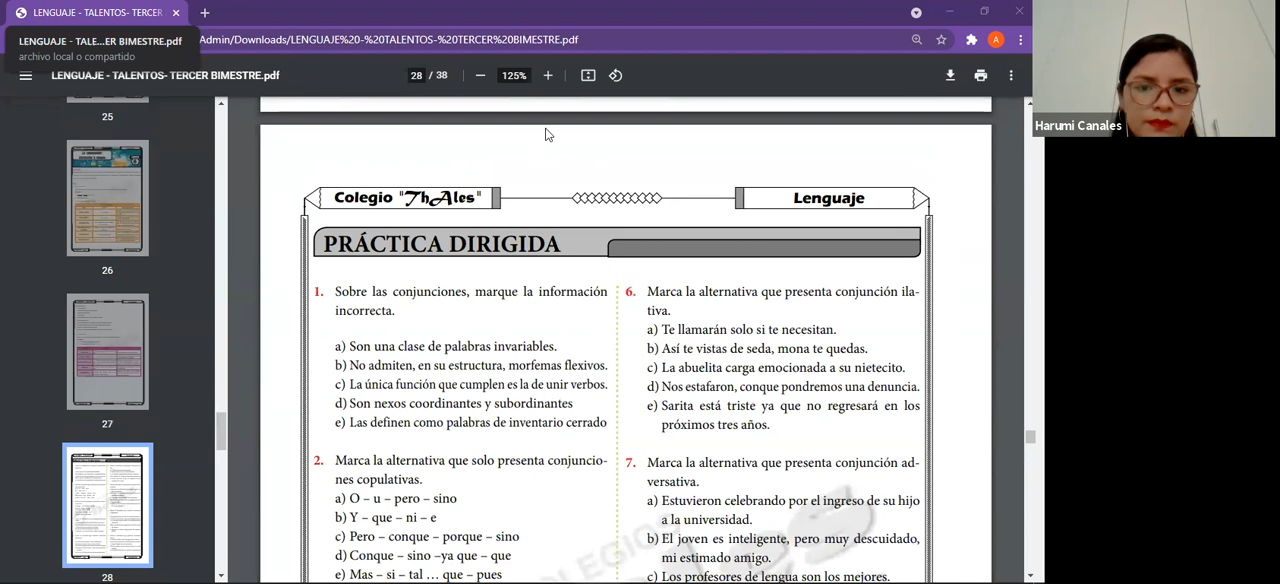 LENGUAJE - TALENTOS- TERCER
LENGUAJE - TALE...ER BIMESTRE.pdf
archivo local o compartido
Admin/Downloads/LENGUAJE%20-%20TALENTOS-%20TERCER%20BIMESTRE.pdf
A
LENGUAJE - TALENTOS- TERCER BIMESTRE.pdf
28 / 38
125%
25
26
27
28
Harumi Canales
Colegio "ThAles"
Lenguaje
PRÁCTICA DIRIGIDA
1. Sobre las conjunciones, marque la información
incorrecta.
a) Son una clase de palabras invariables.
b) No admiten, en su estructura, morfemas flexivos.
c) La única función que cumplen es la de unir verbos.
d) Son nexos coordinantes y subordinantes
e) Las definen como palabras de inventario cerrado
2. Marca la alternativa que solo presenta conjuncio-
nes copulativas.
a) O – u – pero – sino
b) Y – que – ni – e
c) Pero – conque – porque – sino
d) Conque – sino –ya que – que
e) Mas – si – tal … que – pues
6. Marca la alternativa que presenta conjunción ila-
tiva.
a) Te llamarán solo si te necesitan.
b) Así te vistas de seda, mona te quedas.
c) La abuelita carga emocionada a su nietecito.
d) Nos estafaron, conque pondremos una denuncia.
e) Sarita está triste ya que no regresará en los
próximos tres años.
7. Marca la alternativa que presenta conjunción ad-
versativa.
a) Estuvieron celebrando por el ingreso de su hijo
a la universidad.
b) El joven es inteligente, pero muy descuidado,
mi estimado amigo.
c) Los profesores de lengua son los mejores.
COLEGIO